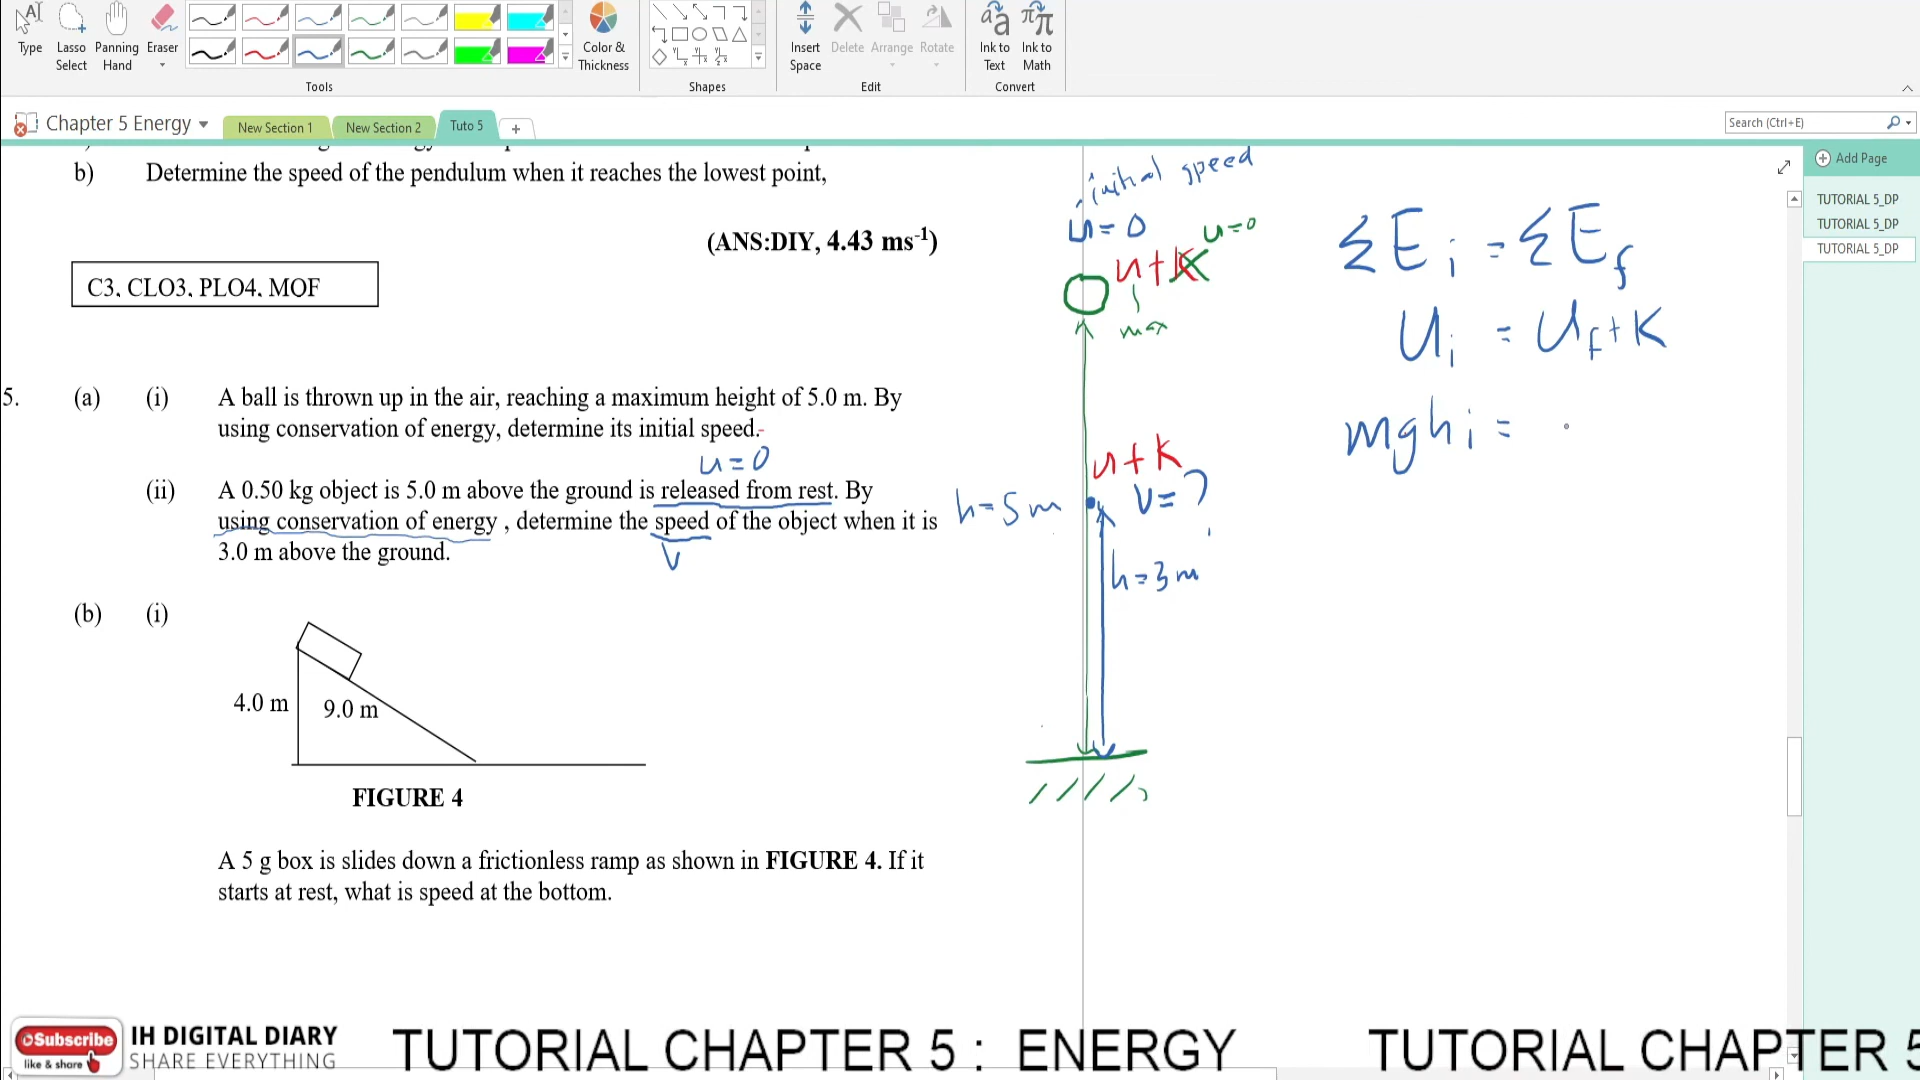 Type
Lasso Select
Panning Hand
Eraser
Color & Thickness
Insert Space
Delete
Arrange
Rotate
Ink to Text
Ink to Math
Tools
Shapes
Edit
Convert
Chapter 5 Energy
New Section 1
New Section 2
Tuto 5
Search (Ctrl+E)
Add Page
TUTORIAL 5_DP
TUTORIAL 5_DP
TUTORIAL 5_DP
b) Determine the speed of the pendulum when it reaches the lowest point,
(ANS:DIY, 4.43 ms⁻¹)
C3, CLO3, PLO4, MQF
5. (a) (i) A ball is thrown up in the air, reaching a maximum height of 5.0 m. By
using conservation of energy, determine its initial speed.
u=0
(ii) A 0.50 kg object is 5.0 m above the ground is released from rest. By
using conservation of energy , determine the speed of the object when it is
3.0 m above the ground.
V
(b) (i)
4.0 m
9.0 m
FIGURE 4
A 5 g box is slides down a frictionless ramp as shown in FIGURE 4. If it
starts at rest, what is speed at the bottom.
initial speed
u=0
u=0
u+K
max
u+K
h=5m
V=?
h=3m
ΣEi = ΣEf
Ui = Uf+K
mghi =
Subscribe
like & share
IH DIGITAL DIARY
SHARE EVERYTHING
TUTORIAL CHAPTER 5 : ENERGY
TUTORIAL CHAPTER 5